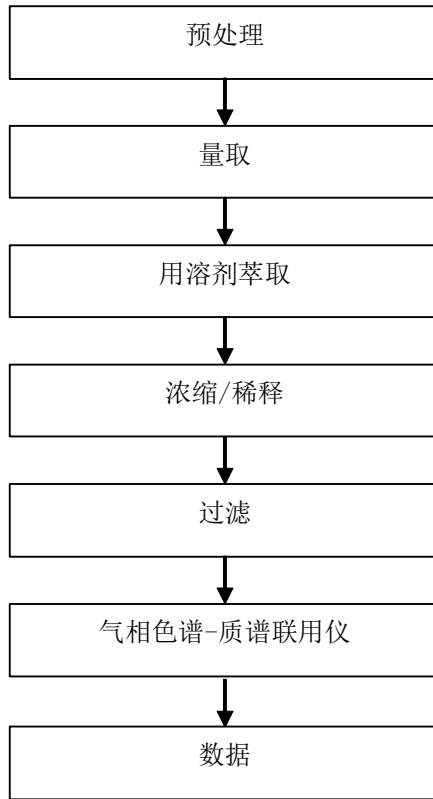 预处理
量取
用溶剂萃取
浓缩/稀释
过滤
气相色谱-质谱联用仪
数据